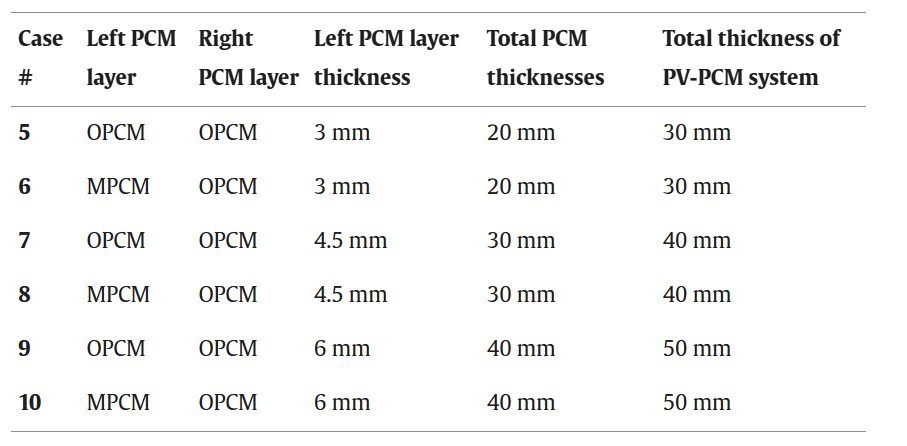 Case Left PCM Right Left PCM layer Total PCM Total thickness of
# layer PCM layer thickness thicknesses PV-PCM system
5 OPCM OPCM 3 mm 20 mm 30 mm
6 MPCM OPCM 3 mm 20 mm 30 mm
7 OPCM OPCM 4.5 mm 30 mm 40 mm
8 MPCM OPCM 4.5 mm 30 mm 40 mm
9 OPCM OPCM 6 mm 40 mm 50 mm
10 MPCM OPCM 6 mm 40 mm 50 mm